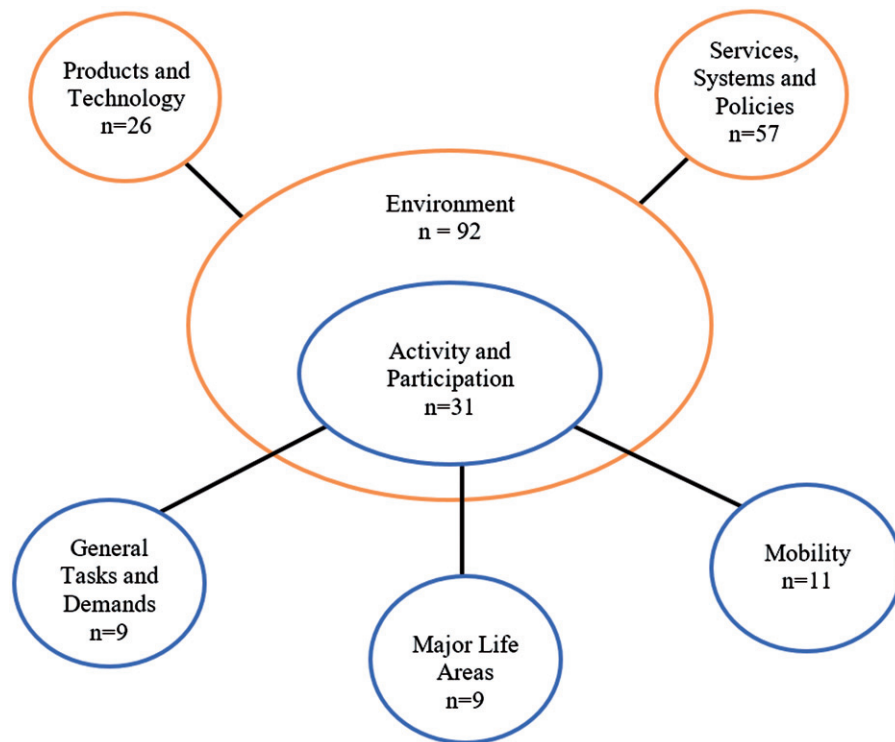 Products and
Technology
n=26
Services,
Systems and
Policies
n=57
Environment
n = 92
Activity and
Participation
n=31
General
Tasks and
Demands
n=9
Major Life
Areas
n=9
Mobility
n=11